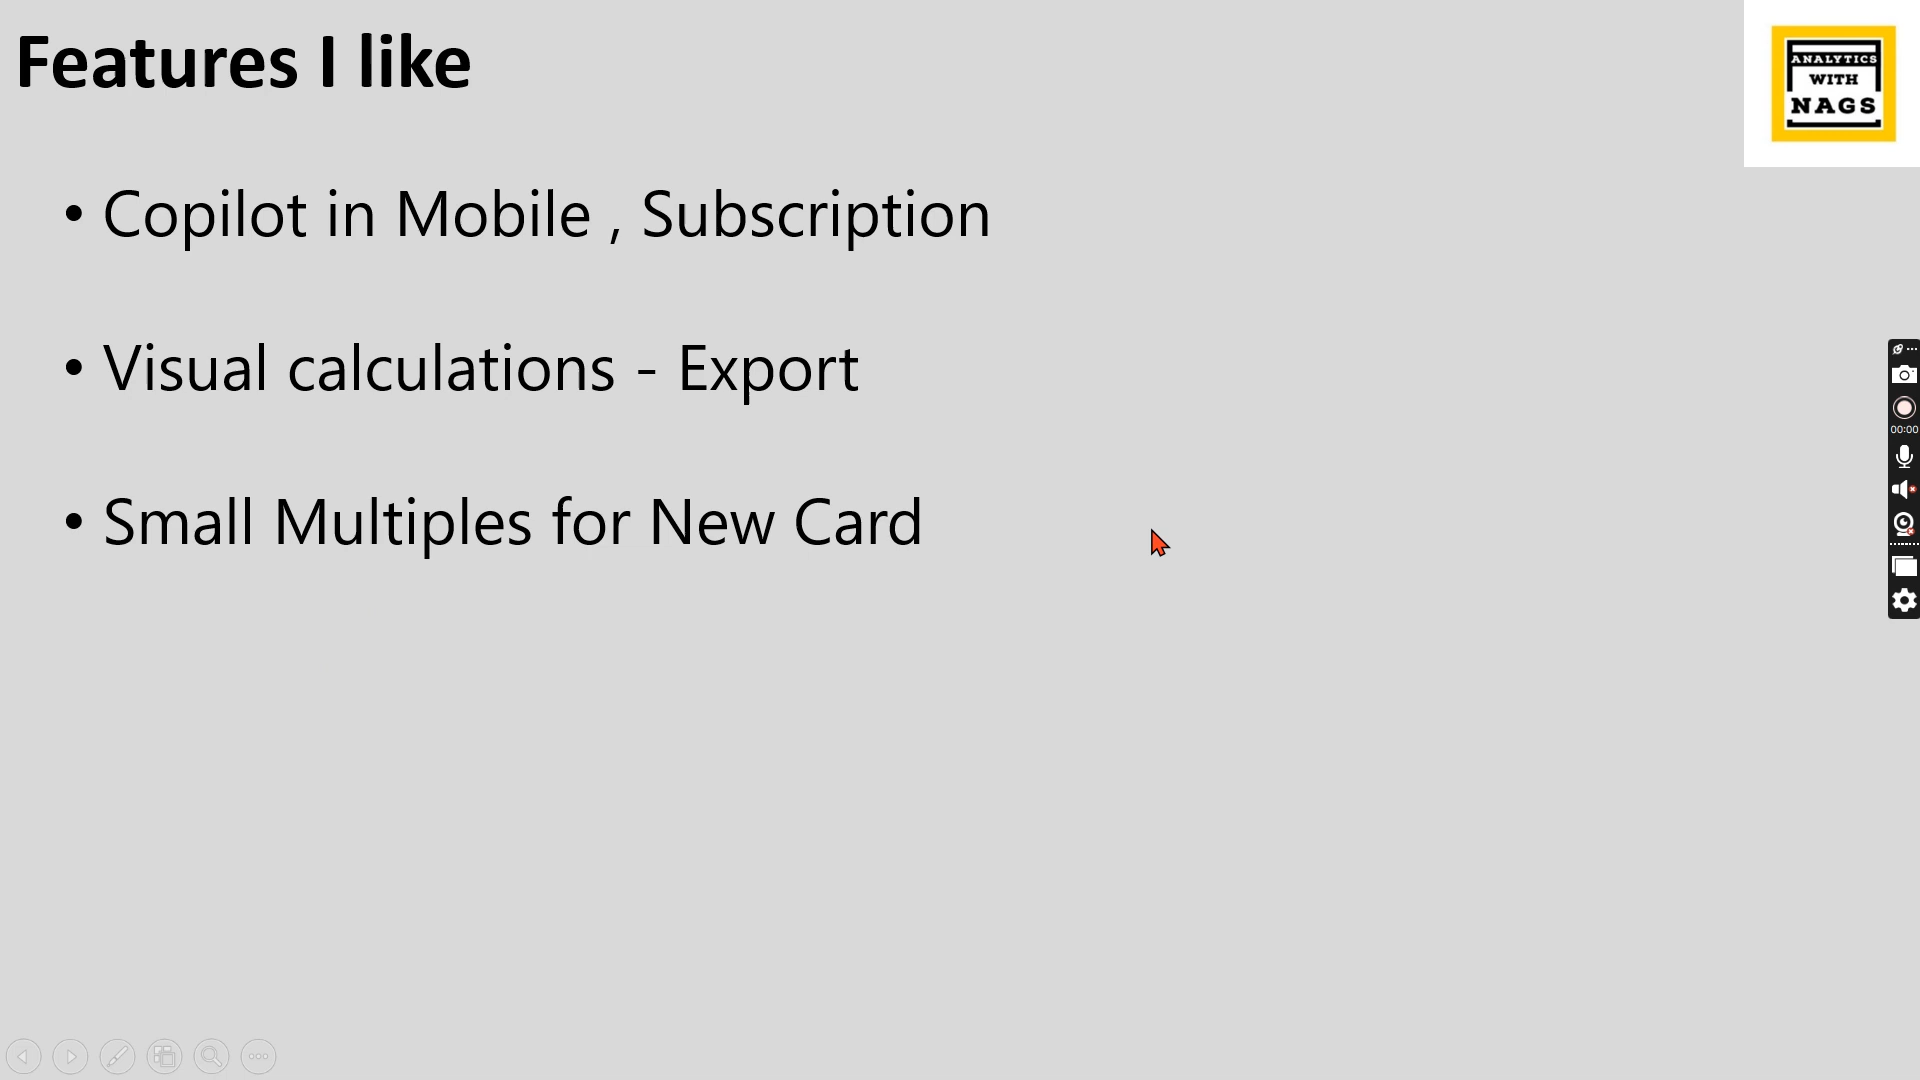 Features I like
ANALYTICS
WITH
NAGS
• Copilot in Mobile , Subscription
• Visual calculations - Export
• Small Multiples for New Card
00:00